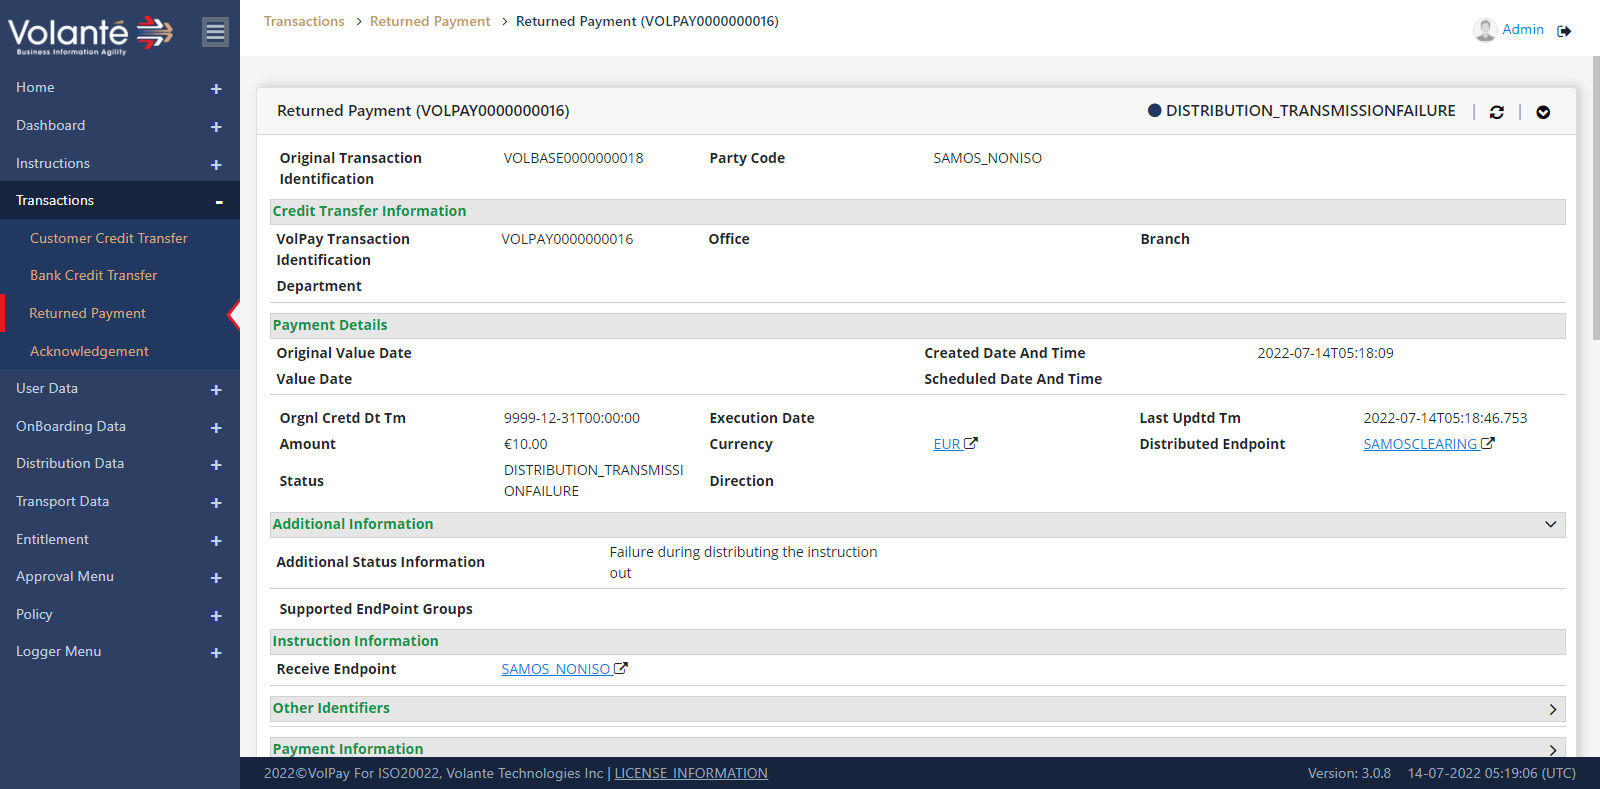 Volanté
Business Information Agility
Transactions > Returned Payment > Returned Payment (VOLPAY0000000016)
Admin
Home +
Dashboard +
Instructions +
Transactions -
Customer Credit Transfer
Bank Credit Transfer
Returned Payment
Acknowledgement
User Data +
OnBoarding Data +
Distribution Data +
Transport Data +
Entitlement +
Approval Menu +
Policy +
Logger Menu +
Returned Payment (VOLPAY0000000016) DISTRIBUTION_TRANSMISSIONFAILURE | |
Original Transaction Identification VOLBASE0000000018 Party Code SAMOS_NONISO
Credit Transfer Information
VolPay Transaction Identification VOLPAY0000000016 Office Branch
Department
Payment Details
Original Value Date Created Date And Time 2022-07-14T05:18:09
Value Date Scheduled Date And Time
Orgnl Cretd Dt Tm 9999-12-31T00:00:00 Execution Date Last Updtd Tm 2022-07-14T05:18:46.753
Amount €10.00 Currency EUR Distributed Endpoint SAMOSCLEARING
Status DISTRIBUTION_TRANSMISSIONFAILURE Direction
Additional Information
Additional Status Information Failure during distributing the instruction out
Supported EndPoint Groups
Instruction Information
Receive Endpoint SAMOS_NONISO
Other Identifiers
Payment Information
2022©VolPay For ISO20022, Volante Technologies Inc | LICENSE INFORMATION Version: 3.0.8 14-07-2022 05:19:06 (UTC)